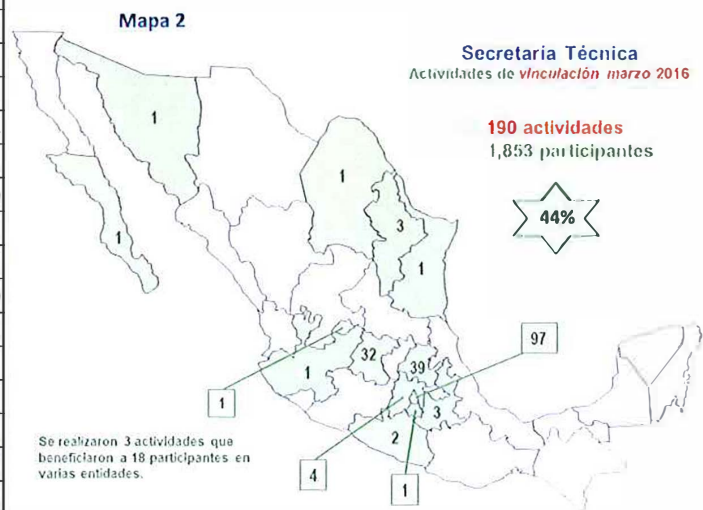 Mapa 2
Secretaría Técnica
Actividades de vinculación marzo 2016
190 actividades
1,853 participantes
44%
1
1
1
3
1
97
32
39
1
1
3
2
Se realizaron 3 actividades que
beneficiaron a 18 participantes en
varias entidades.
4
1